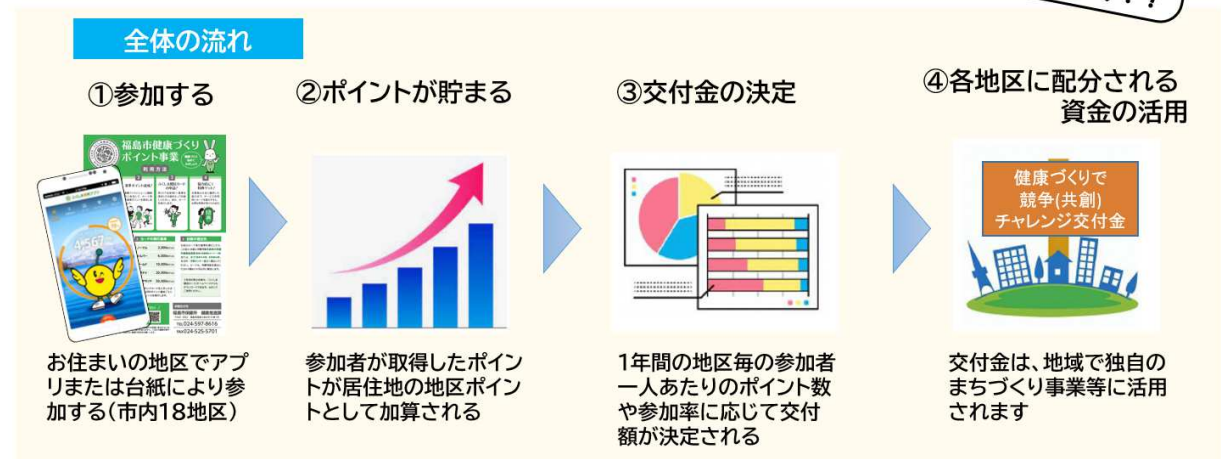 全体の流れ
①参加する
②ポイントが貯まる
③交付金の決定
④各地区に配分される
資金の活用
福島市健康づくり
ポイント事業
4,567
TEL024-597-8616
FAX024-525-5701
健康づくりで
競争(共創)
チャレンジ交付金
お住まいの地区でアプ
リまたは台紙により参
加する(市内18地区)
参加者が取得したポイン
トが居住地の地区ポイン
トとして加算される
1年間の地区毎の参加者
一人あたりのポイント数
や参加率に応じて交付
額が決定される
交付金は、地域で独自の
まちづくり事業等に活用
されます